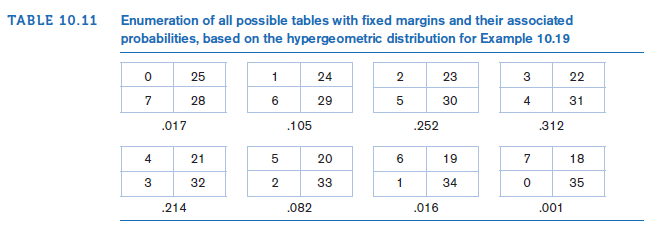 TABLE 10.11 Enumeration of all possible tables with fixed margins and their associated
probabilities, based on the hypergeometric distribution for Example 10.19
0 25 1 24 2 23 3 22
7 28 6 29 5 30 4 31
.017 .105 .252 .312
4 21 5 20 6 19 7 18
3 32 2 33 1 34 0 35
.214 .082 .016 .001